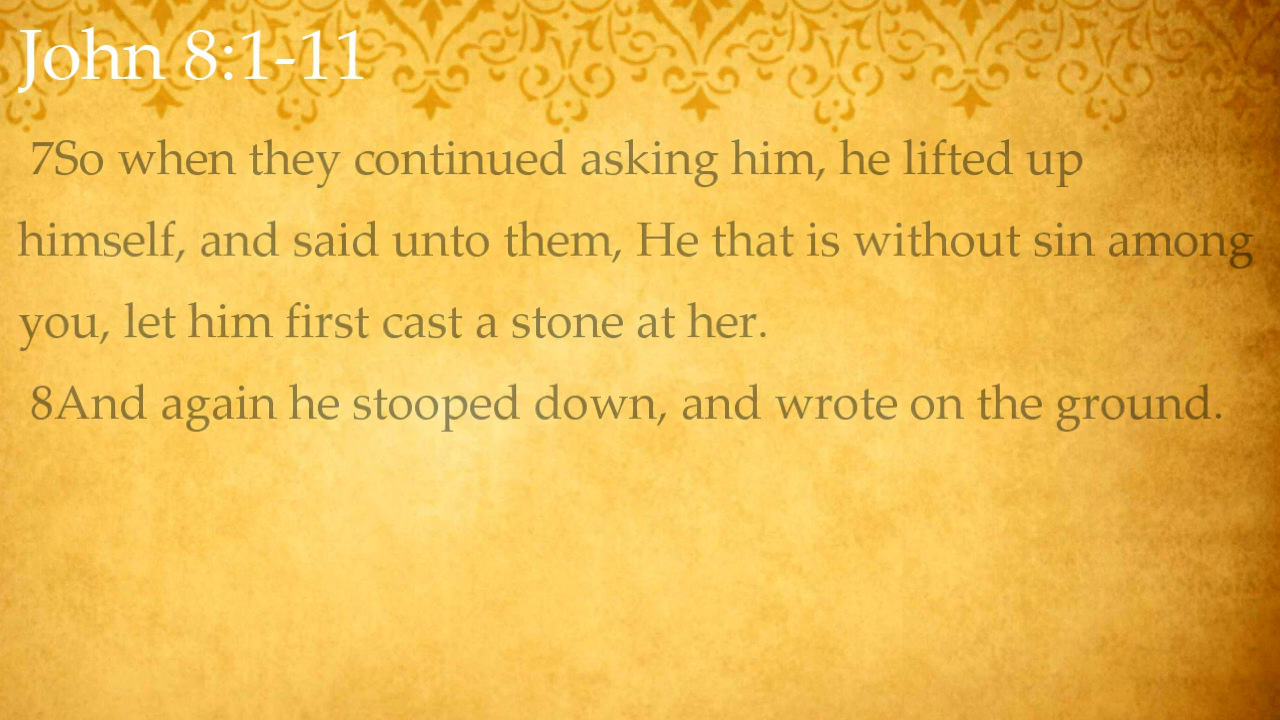 John 8:1-11
7So when they continued asking him, he lifted up
himself, and said unto them, He that is without sin among
you, let him first cast a stone at her.
8And again he stooped down, and wrote on the ground.